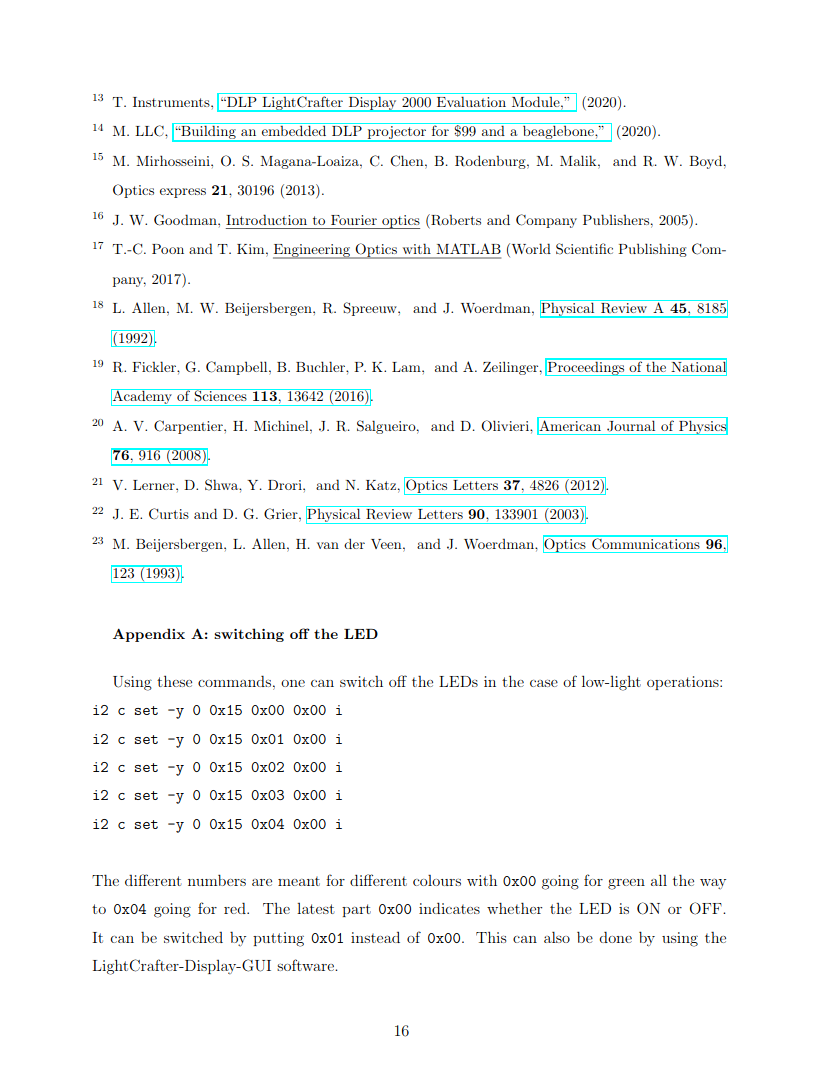 13 T. Instruments, “DLP LightCrafter Display 2000 Evaluation Module,” (2020).
14 M. LLC, “Building an embedded DLP projector for $99 and a beaglebone,” (2020).
15 M. Mirhosseini, O. S. Magana-Loaiza, C. Chen, B. Rodenburg, M. Malik, and R. W. Boyd,
Optics express 21, 30196 (2013).
16 J. W. Goodman, Introduction to Fourier optics (Roberts and Company Publishers, 2005).
17 T.-C. Poon and T. Kim, Engineering Optics with MATLAB (World Scientific Publishing Com-
pany, 2017).
18 L. Allen, M. W. Beijersbergen, R. Spreeuw, and J. Woerdman, Physical Review A 45, 8185
(1992).
19 R. Fickler, G. Campbell, B. Buchler, P. K. Lam, and A. Zeilinger, Proceedings of the National
Academy of Sciences 113, 13642 (2016).
20 A. V. Carpentier, H. Michinel, J. R. Salgueiro, and D. Olivieri, American Journal of Physics
76, 916 (2008).
21 V. Lerner, D. Shwa, Y. Drori, and N. Katz, Optics Letters 37, 4826 (2012).
22 J. E. Curtis and D. G. Grier, Physical Review Letters 90, 133901 (2003).
23 M. Beijersbergen, L. Allen, H. van der Veen, and J. Woerdman, Optics Communications 96,
123 (1993).
Appendix A: switching off the LED
Using these commands, one can switch off the LEDs in the case of low-light operations:
i2 c set -y 0 0x15 0x00 0x00 i
i2 c set -y 0 0x15 0x01 0x00 i
i2 c set -y 0 0x15 0x02 0x00 i
i2 c set -y 0 0x15 0x03 0x00 i
i2 c set -y 0 0x15 0x04 0x00 i
The different numbers are meant for different colours with 0x00 going for green all the way
to 0x04 going for red. The latest part 0x00 indicates whether the LED is ON or OFF.
It can be switched by putting 0x01 instead of 0x00. This can also be done by using the
LightCrafter-Display-GUI software.
16